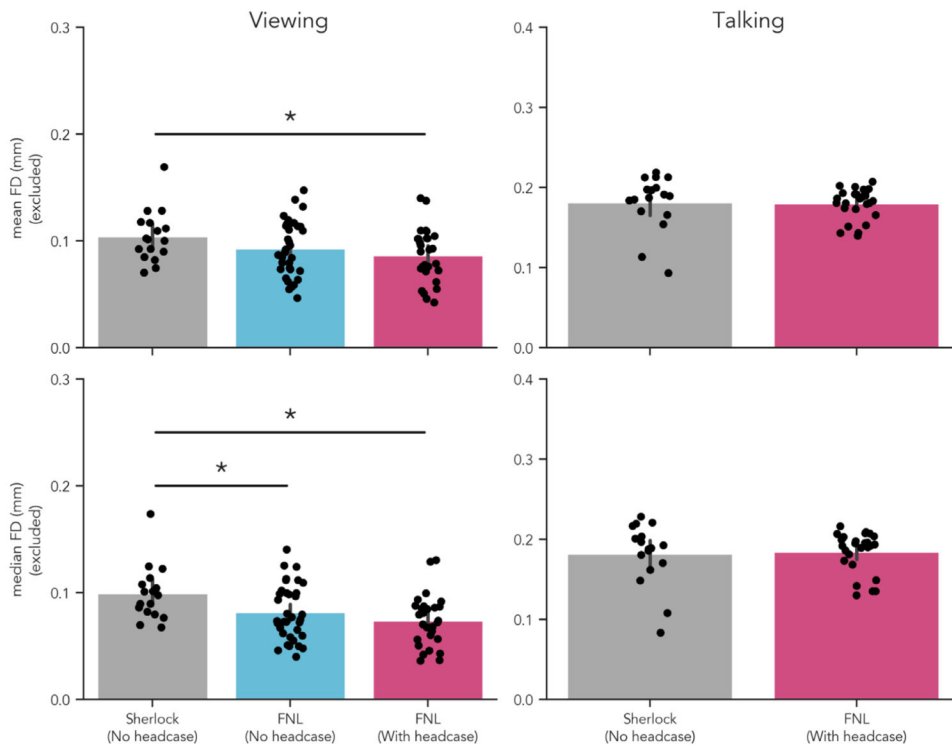 Viewing
Talking
mean FD (mm)
(excluded)
0.3
0.2
0.1
0.0
*
0.4
0.3
0.2
0.1
0.0
median FD (mm)
(excluded)
0.3
0.2
0.1
0.0
*
*
0.4
0.3
0.2
0.1
0.0
Sherlock
(No headcase)
FNL
(No headcase)
FNL
(With headcase)
Sherlock
(No headcase)
FNL
(With headcase)